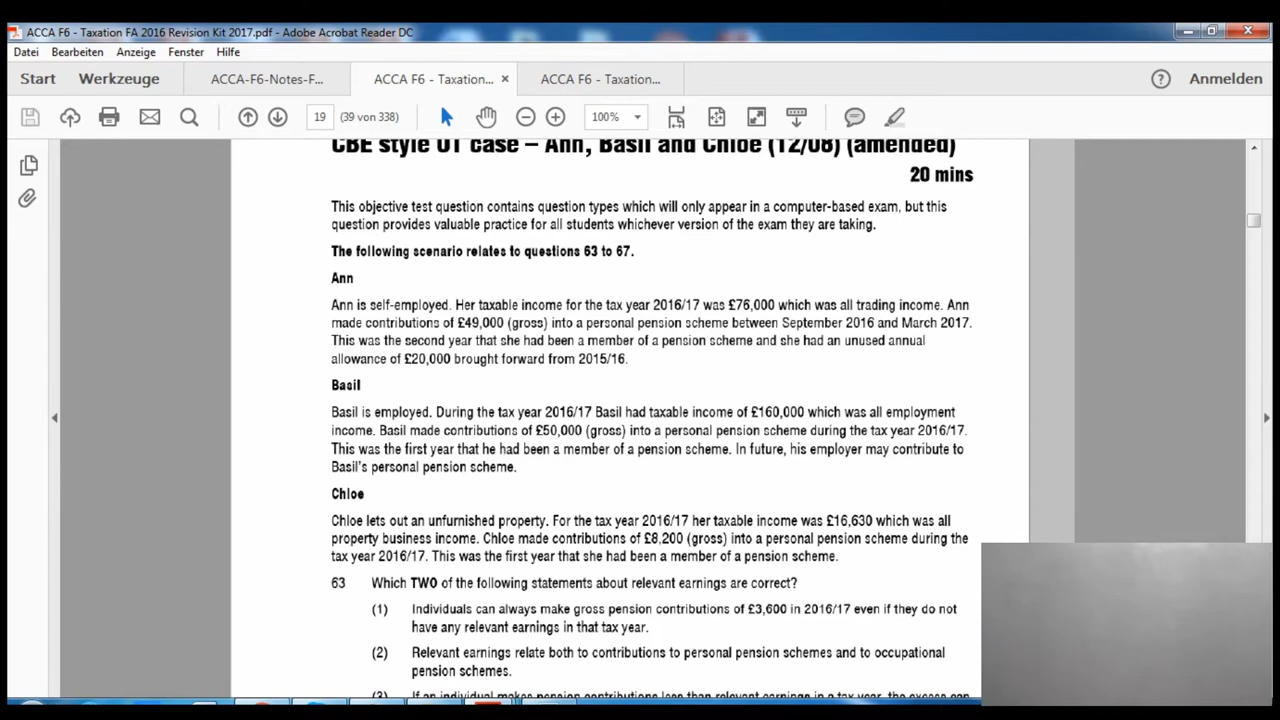 ACCA F6 - Taxation FA 2016 Revision Kit 2017.pdf - Adobe Acrobat Reader DC
Datei Bearbeiten Anzeige Fenster Hilfe
Start Werkzeuge ACCA-F6-Notes-F... ACCA F6 - Taxation... × ACCA F6 - Taxation... Anmelden
19 (39 von 338) 100%
CBE style OT case – Ann, Basil and Chloe (12/08) (amended)
20 mins
This objective test question contains question types which will only appear in a computer-based exam, but this
question provides valuable practice for all students whichever version of the exam they are taking.
The following scenario relates to questions 63 to 67.
Ann
Ann is self-employed. Her taxable income for the tax year 2016/17 was £76,000 which was all trading income. Ann
made contributions of £49,000 (gross) into a personal pension scheme between September 2016 and March 2017.
This was the second year that she had been a member of a pension scheme and she had an unused annual
allowance of £20,000 brought forward from 2015/16.
Basil
Basil is employed. During the tax year 2016/17 Basil had taxable income of £160,000 which was all employment
income. Basil made contributions of £50,000 (gross) into a personal pension scheme during the tax year 2016/17.
This was the first year that he had been a member of a pension scheme. In future, his employer may contribute to
Basil's personal pension scheme.
Chloe
Chloe lets out an unfurnished property. For the tax year 2016/17 her taxable income was £16,630 which was all
property business income. Chloe made contributions of £8,200 (gross) into a personal pension scheme during the
tax year 2016/17. This was the first year that she had been a member of a pension scheme.
63 Which TWO of the following statements about relevant earnings are correct?
(1) Individuals can always make gross pension contributions of £3,600 in 2016/17 even if they do not
have any relevant earnings in that tax year.
(2) Relevant earnings relate both to contributions to personal pension schemes and to occupational
pension schemes.
(3) If an individual makes pension contributions less than relevant earnings in a tax year, the excess can